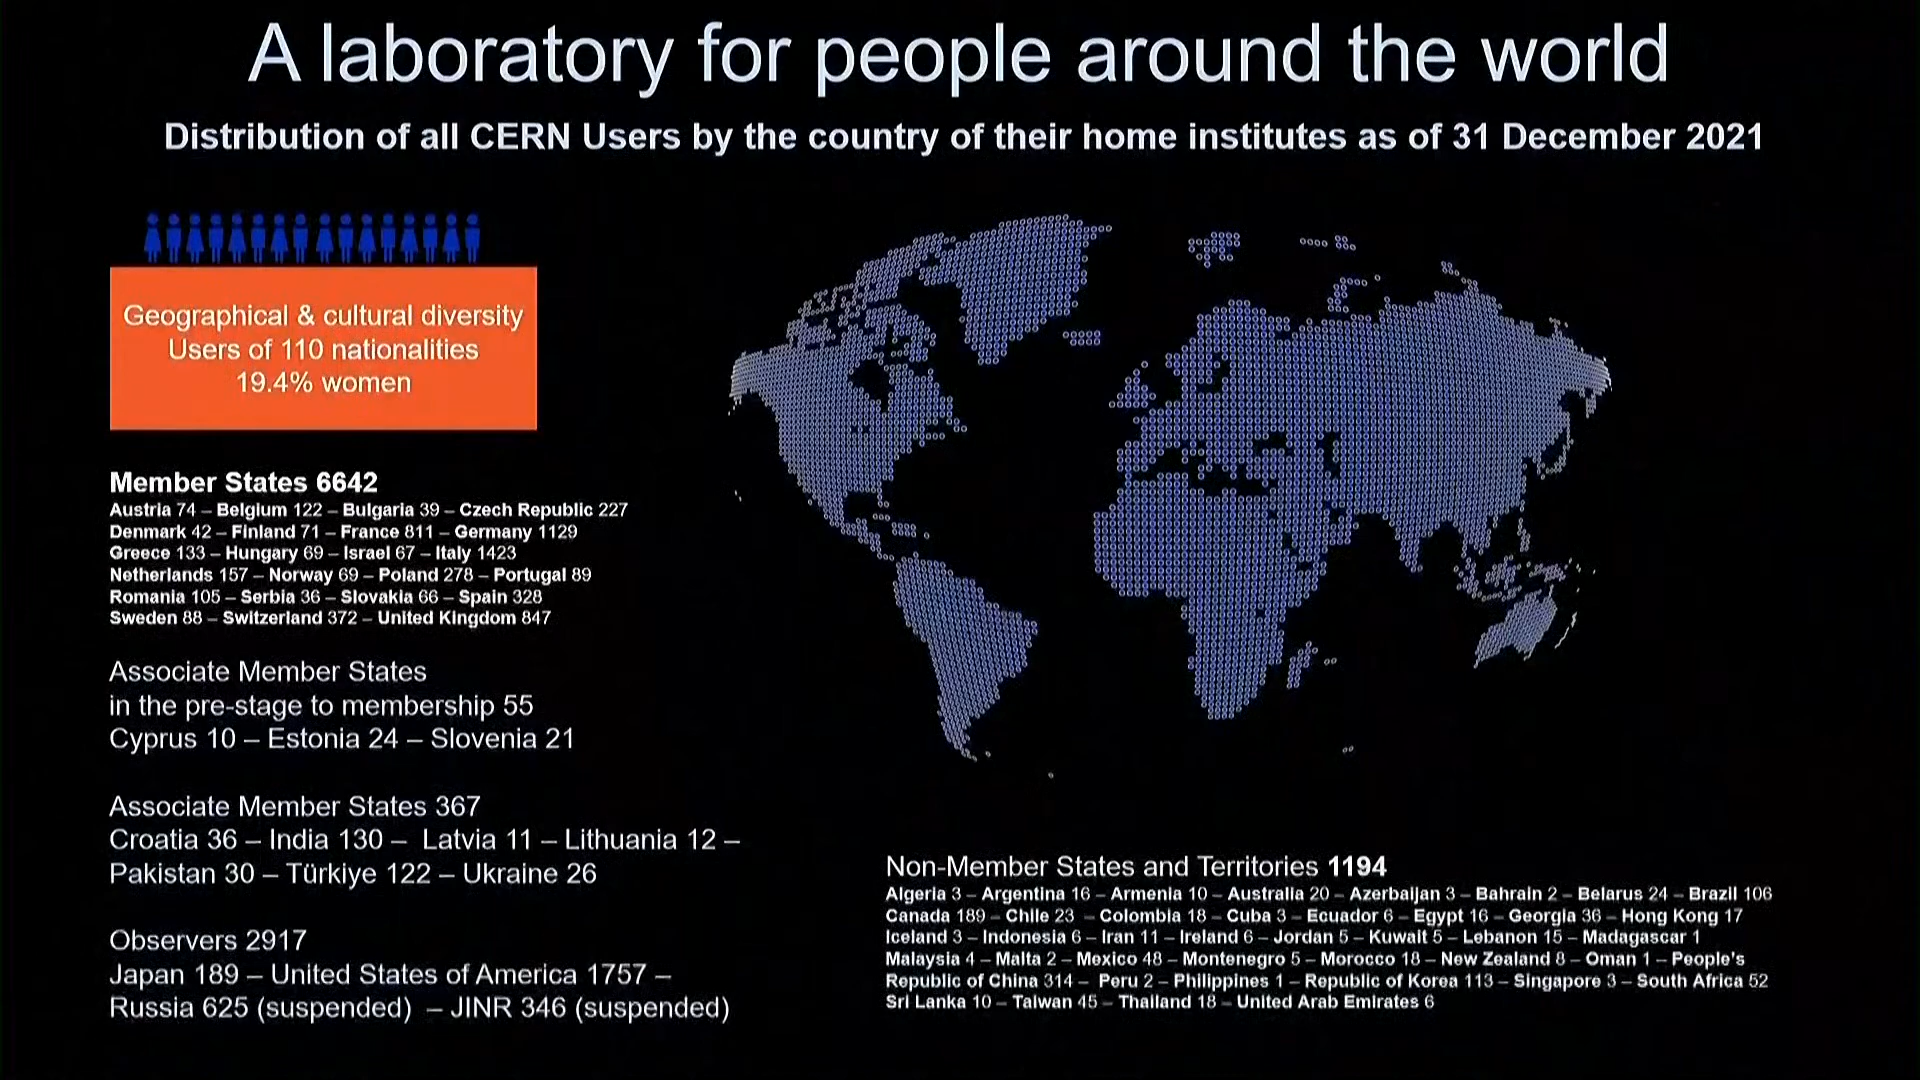 A laboratory for people around the world
Distribution of all CERN Users by the country of their home institutes as of 31 December 2021
Geographical & cultural diversity
Users of 110 nationalities
19.4% women
Member States 6642
Austria 74 – Belgium 122 – Bulgaria 39 – Czech Republic 227
Denmark 42 – Finland 71 – France 811 – Germany 1129
Greece 133 – Hungary 69 – Israel 67 – Italy 1423
Netherlands 157 – Norway 69 – Poland 278 – Portugal 89
Romania 105 – Serbia 36 – Slovakia 66 – Spain 328
Sweden 88 – Switzerland 372 – United Kingdom 847
Associate Member States
in the pre-stage to membership 55
Cyprus 10 – Estonia 24 – Slovenia 21
Associate Member States 367
Croatia 36 – India 130 – Latvia 11 – Lithuania 12 –
Pakistan 30 – Türkiye 122 – Ukraine 26
Observers 2917
Japan 189 – United States of America 1757 –
Russia 625 (suspended) – JINR 346 (suspended)
Non-Member States and Territories 1194
Algeria 3 – Argentina 16 – Armenia 10 – Australia 20 – Azerbaijan 3 – Bahrain 2 – Belarus 24 – Brazil 106
Canada 189 – Chile 23 – Colombia 18 – Cuba 3 – Ecuador 6 – Egypt 16 – Georgia 36 – Hong Kong 17
Iceland 3 – Indonesia 6 – Iran 11 – Ireland 6 – Jordan 5 – Kuwait 5 – Lebanon 15 – Madagascar 1
Malaysia 4 – Malta 2 – Mexico 48 – Montenegro 5 – Morocco 18 – New Zealand 8 – Oman 1 – People's
Republic of China 314 – Peru 2 – Philippines 1 – Republic of Korea 113 – Singapore 3 – South Africa 52
Sri Lanka 10 – Taiwan 45 – Thailand 18 – United Arab Emirates 6